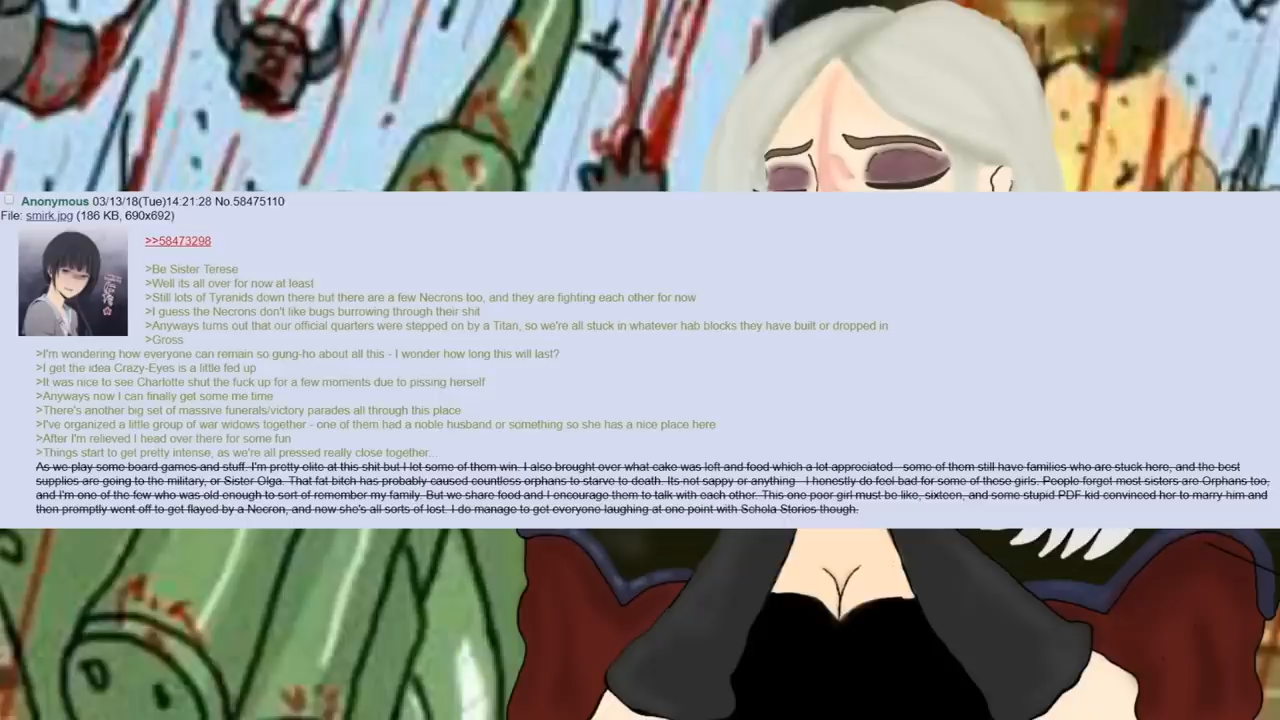 Anonymous 03/13/18(Tue)14:21:28 No.58475110
File: smirk.jpg (186 KB, 690x692)
>>58473298
>Be Sister Terese
>Well its all over for now at least
>Still lots of Tyranids down there but there are a few Necrons too, and they are fighting each other for now
>I guess the Necrons don't like bugs burrowing through their shit
>Anyways turns out that our official quarters were stepped on by a Titan, so we're all stuck in whatever hab blocks they have built or dropped in
>Gross
>I'm wondering how everyone can remain so gung-ho about all this - I wonder how long this will last?
>I get the idea Crazy-Eyes is a little fed up
>It was nice to see Charlotte shut the fuck up for a few moments due to pissing herself
>Anyways now I can finally get some me time
>There's another big set of massive funerals/victory parades all through this place
>I've organized a little group of war widows together - one of them had a noble husband or something so she has a nice place here
>After I'm relieved I head over there for some fun
>Things start to get pretty intense, as we're all pressed really close together...
As we play some board games and stuff. I'm pretty elite at this shit but I let some of them win. I also brought over what cake was left and food which a lot appreciated - some of them still have families who are stuck here, and the best
supplies are going to the military, or Sister Olga. That fat bitch has probably caused countless orphans to starve to death. Its not sappy or anything - I honestly do feel bad for some of these girls. People forget most sisters are Orphans too,
and I'm one of the few who was old enough to sort of remember my family. But we share food and I encourage them to talk with each other. This one poor girl must be like, sixteen, and some stupid PDF kid convinced her to marry him and
then promptly went off to get flayed by a Necron, and now she's all sorts of lost. I do manage to get everyone laughing at one point with Schola Stories though.